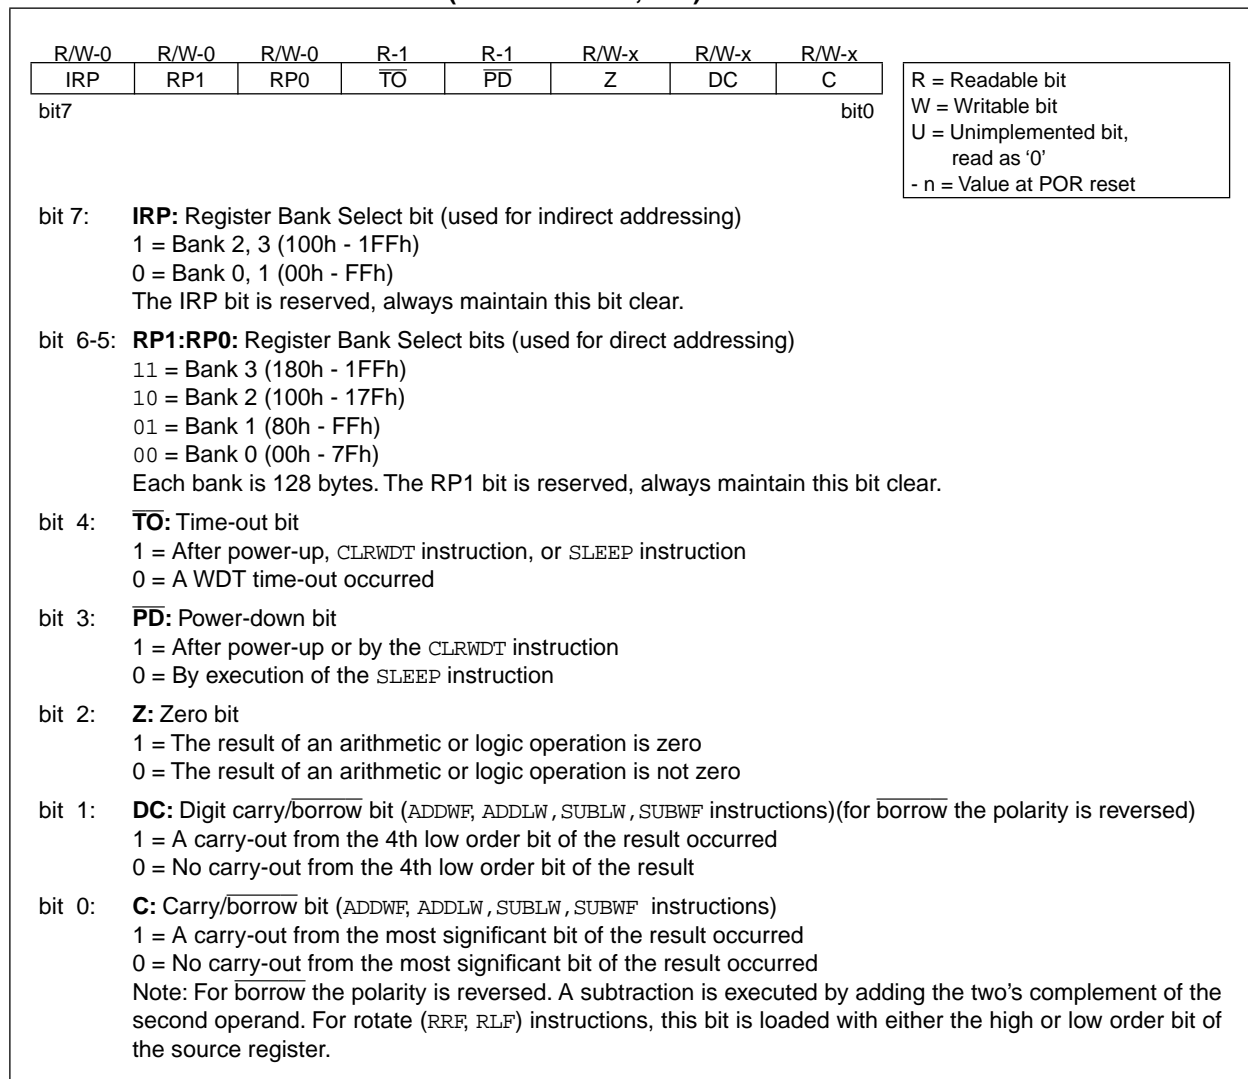 R/W-0 R/W-0 R/W-0 R-1 R-1 R/W-x R/W-x R/W-x
IRP RP1 RP0 T̅O̅ P̅D̅ Z DC C
bit7 bit0
R = Readable bit
W = Writable bit
U = Unimplemented bit,
read as ‘0’
- n = Value at POR reset
bit 7: IRP: Register Bank Select bit (used for indirect addressing)
1 = Bank 2, 3 (100h - 1FFh)
0 = Bank 0, 1 (00h - FFh)
The IRP bit is reserved, always maintain this bit clear.
bit 6-5: RP1:RP0: Register Bank Select bits (used for direct addressing)
11 = Bank 3 (180h - 1FFh)
10 = Bank 2 (100h - 17Fh)
01 = Bank 1 (80h - FFh)
00 = Bank 0 (00h - 7Fh)
Each bank is 128 bytes. The RP1 bit is reserved, always maintain this bit clear.
bit 4: T̅O̅: Time-out bit
1 = After power-up, CLRWDT instruction, or SLEEP instruction
0 = A WDT time-out occurred
bit 3: P̅D̅: Power-down bit
1 = After power-up or by the CLRWDT instruction
0 = By execution of the SLEEP instruction
bit 2: Z: Zero bit
1 = The result of an arithmetic or logic operation is zero
0 = The result of an arithmetic or logic operation is not zero
bit 1: DC: Digit carry/b̅o̅r̅r̅o̅w̅ bit (ADDWF, ADDLW,SUBLW,SUBWF instructions)(for b̅o̅r̅r̅o̅w̅ the polarity is reversed)
1 = A carry-out from the 4th low order bit of the result occurred
0 = No carry-out from the 4th low order bit of the result
bit 0: C: Carry/b̅o̅r̅r̅o̅w̅ bit (ADDWF, ADDLW,SUBLW,SUBWF instructions)
1 = A carry-out from the most significant bit of the result occurred
0 = No carry-out from the most significant bit of the result occurred
Note: For b̅o̅r̅r̅o̅w̅ the polarity is reversed. A subtraction is executed by adding the two’s complement of the
second operand. For rotate (RRF, RLF) instructions, this bit is loaded with either the high or low order bit of
the source register.